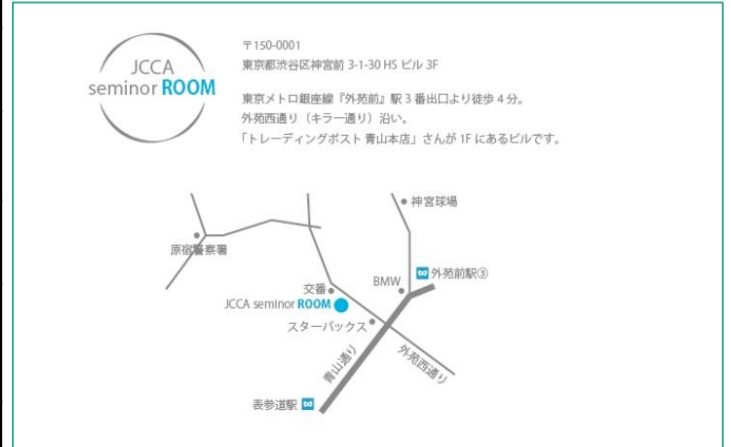 JCCA
seminor ROOM
〒150-0001
東京都渋谷区神宮前 3-1-30 HS ビル 3F
東京メトロ銀座線『外苑前』駅 3 番出口より徒歩 4 分。
外苑西通り（キラー通り）沿い。
「トレーディングポスト 青山本店」さんが 1F にあるビルです。
神宮球場
原宿警察署
外苑前駅③
BMW
交番
JCCA seminor ROOM
スターバックス
青山通り
外苑西通り
表参道駅